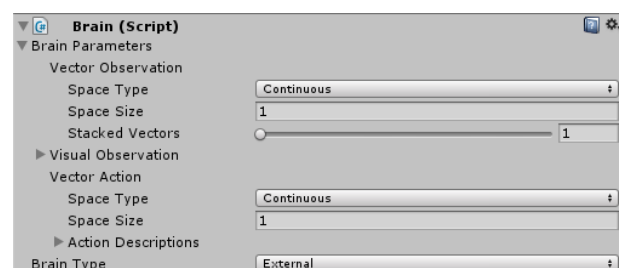 Brain (Script)
Brain Parameters
Vector Observation
Space Type Continuous
Space Size 1
Stacked Vectors 1
Visual Observation
Vector Action
Space Type Continuous
Space Size 1
Action Descriptions
Brain Type External